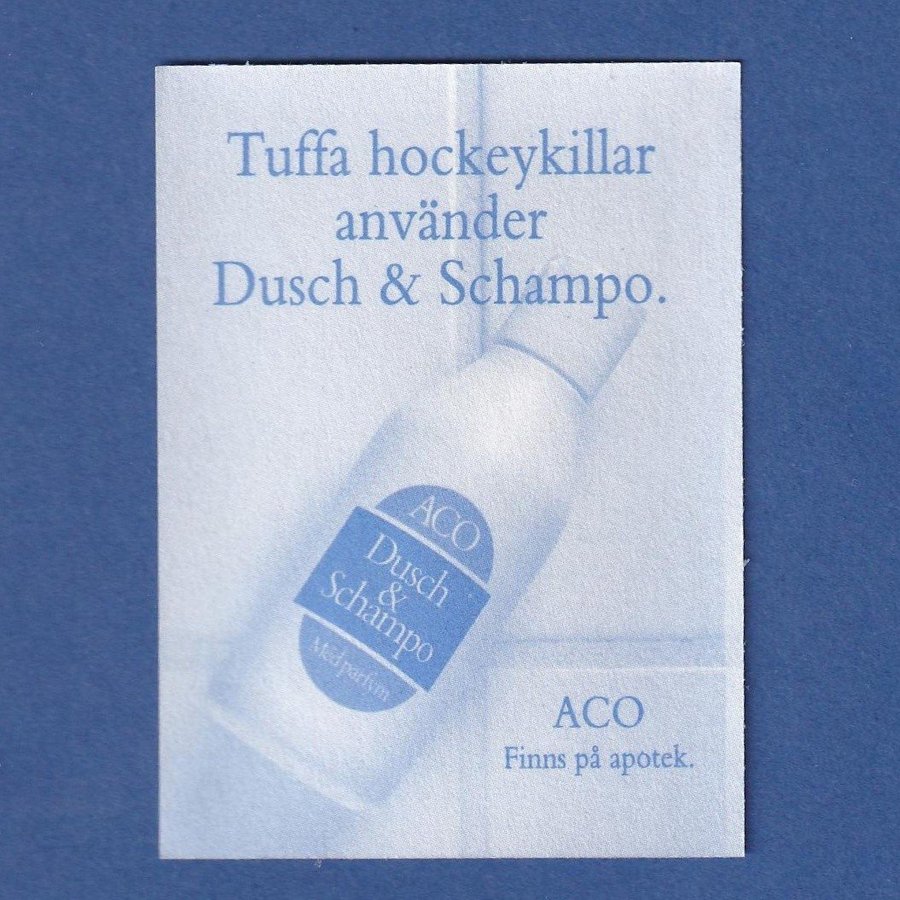 Tuffa hockeykillar
använder
Dusch & Schampo.
ACO
Dusch
&
Schampo
Med parfym
ACO
Finns på apotek.